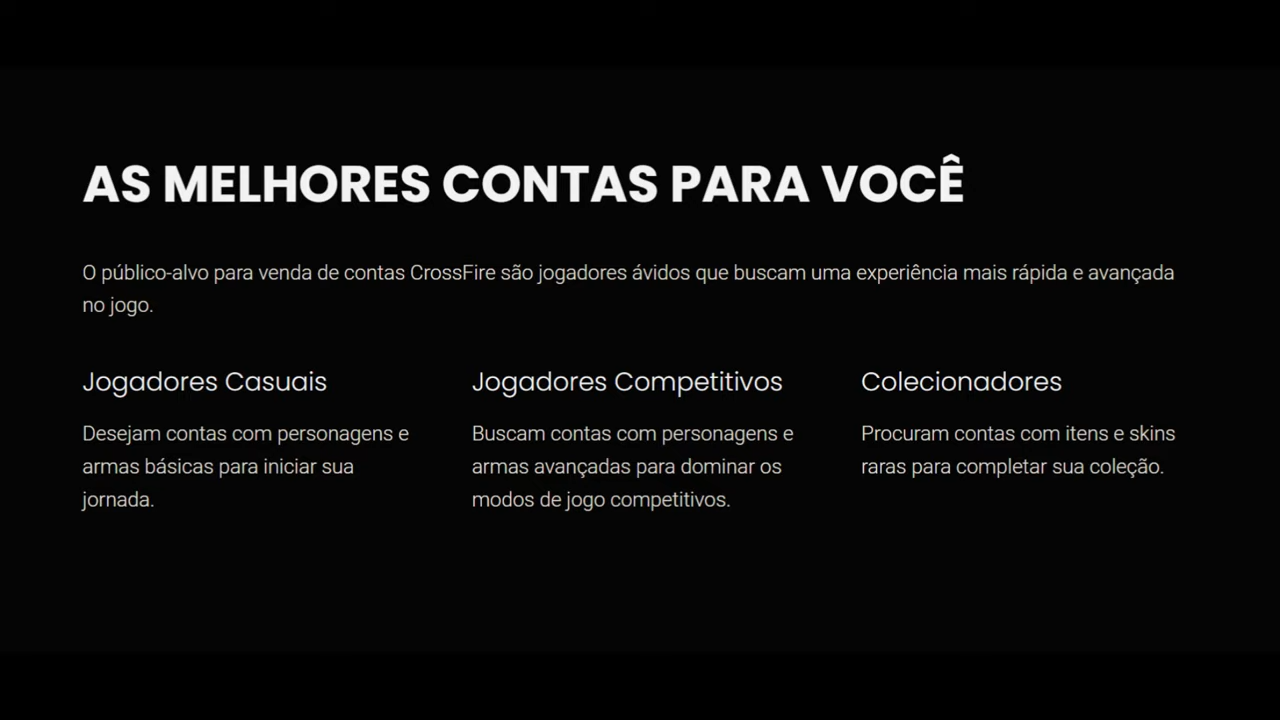 AS MELHORES CONTAS PARA VOCÊ
O público-alvo para venda de contas CrossFire são jogadores ávidos que buscam uma experiência mais rápida e avançada
no jogo.
Jogadores Casuais
Desejam contas com personagens e
armas básicas para iniciar sua
jornada.
Jogadores Competitivos
Buscam contas com personagens e
armas avançadas para dominar os
modos de jogo competitivos.
Colecionadores
Procuram contas com itens e skins
raras para completar sua coleção.